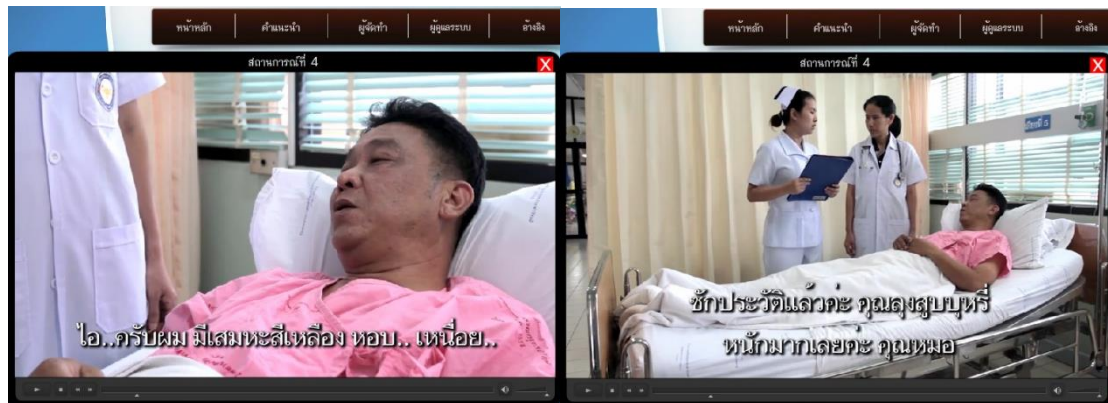 หน้าหลัก คำแนะนำ ผู้จัดทำ ผู้ดูแลระบบ อ้างอิง
สถานการณ์ที่ 4
X
ไอ..ครับผม มีเสมหะสีเหลือง หอบ.. เหนื่อย..
หน้าหลัก คำแนะนำ ผู้จัดทำ ผู้ดูแลระบบ อ้างอิง
สถานการณ์ที่ 4
X
ซักประวัติแล้วค่ะ คุณลุงสูบบุหรี่
หนักมากเลยค่ะ คุณหมอ